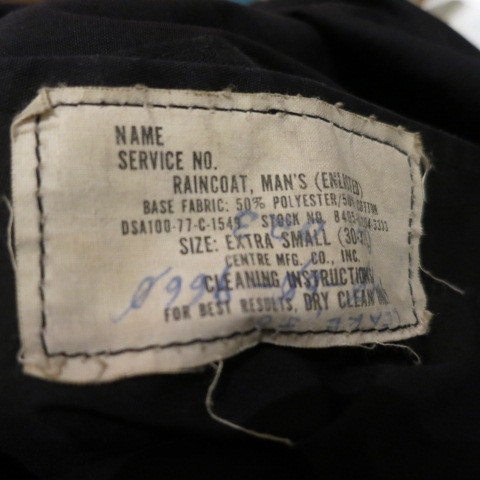 NAME
SERVICE NO.
RAINCOAT, MAN'S (ENLISTED)
BASE FABRIC: 50% POLYESTER/50% COTTON
DSA100-77-C-154 STOCK NO. 8405
SIZE: EXTRA SMALL
CENTRE MFG. CO., INC.
CLEANING INSTRUCTIONS
FOR BEST RESULTS, DRY CLEAN